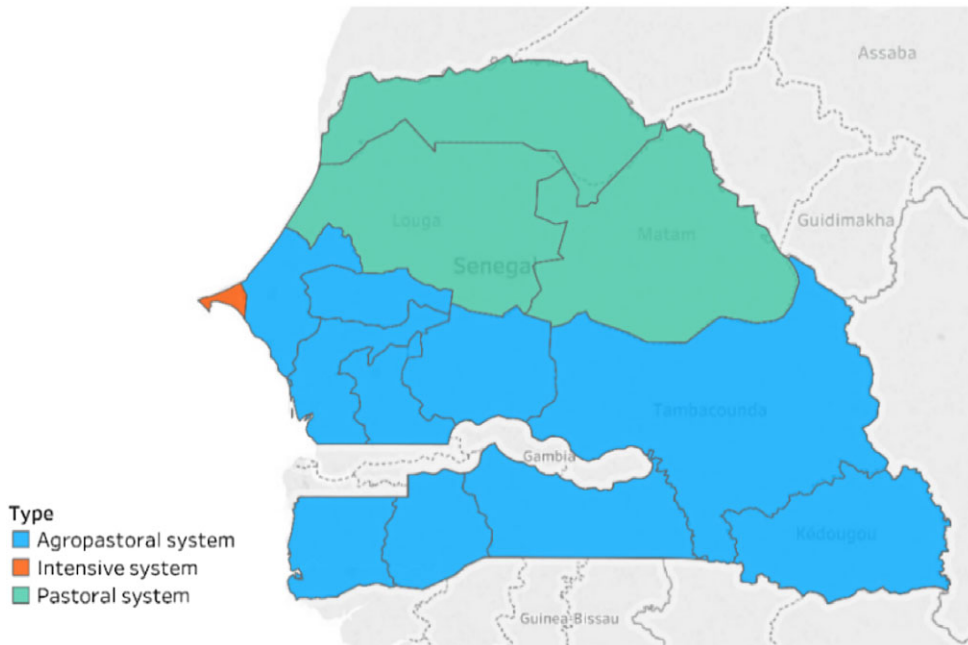 Assaba
Guidimakha
Louga
Matam
Senegal
Tambacounda
Gambia
Kédougou
Guinea-Bissau
Type
Agropastoral system
Intensive system
Pastoral system